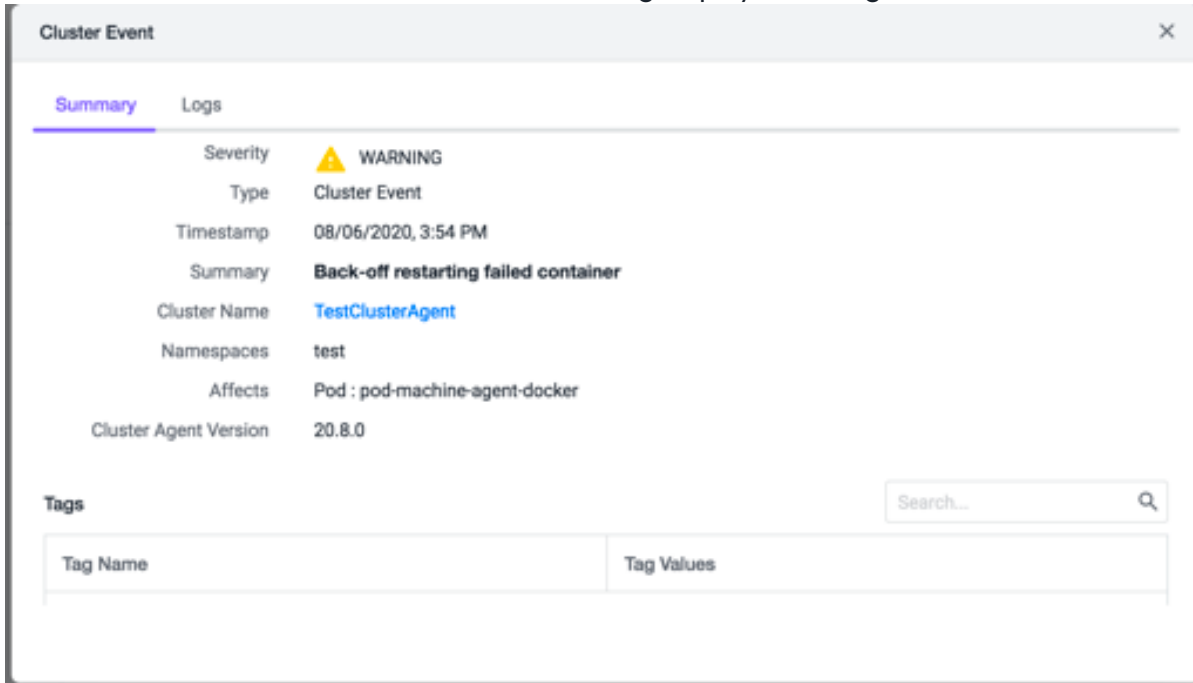 Cluster Event
Summary Logs
Severity WARNING
Type Cluster Event
Timestamp 08/06/2020, 3:54 PM
Summary Back-off restarting failed container
Cluster Name TestClusterAgent
Namespaces test
Affects Pod : pod-machine-agent-docker
Cluster Agent Version 20.8.0
Tags Search...
Tag Name Tag Values